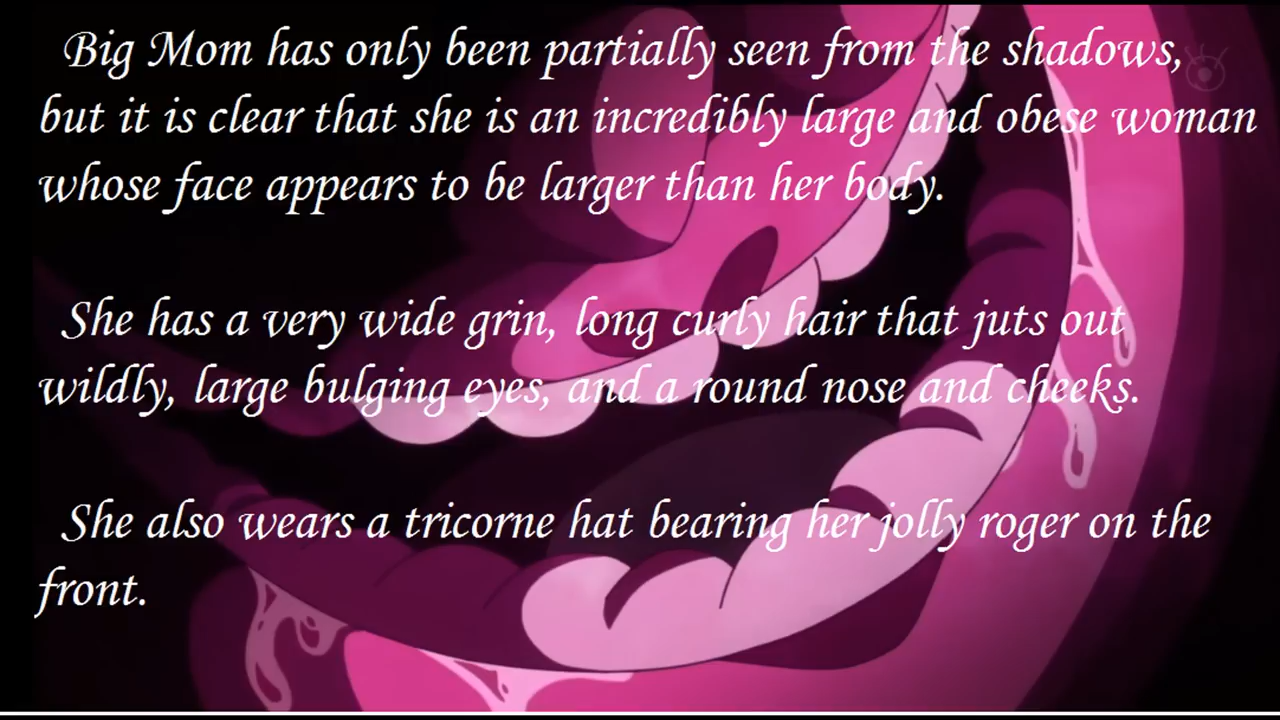 Big Mom has only been partially seen from the shadows,
but it is clear that she is an incredibly large and obese woman
whose face appears to be larger than her body.
She has a very wide grin, long curly hair that juts out
wildly, large bulging eyes, and a round nose and cheeks.
She also wears a tricorne hat bearing her jolly roger on the
front.